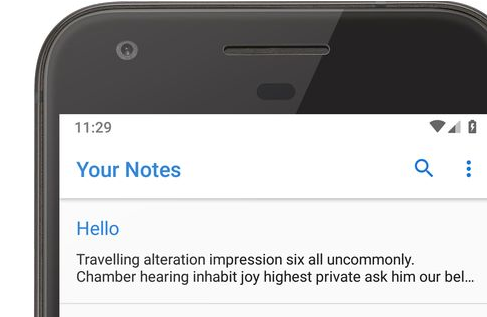 11:29
Your Notes
Hello
Travelling alteration impression six all uncommonly.
Chamber hearing inhabit joy highest private ask him our bel…